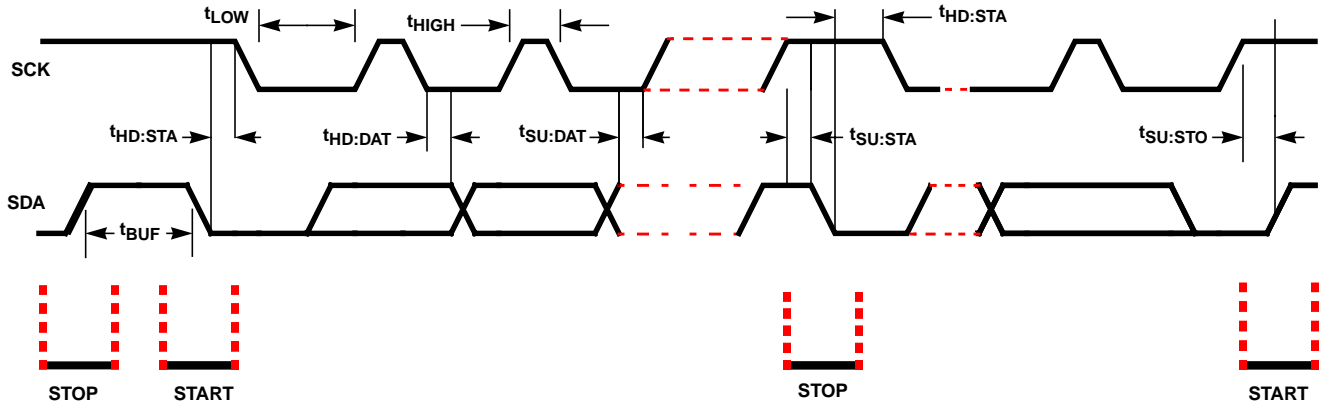 tLOW
tHIGH
tHD:STA
SCK
tHD:STA
tHD:DAT
tSU:DAT
tSU:STA
tSU:STO
SDA
tBUF
STOP
START
STOP
START